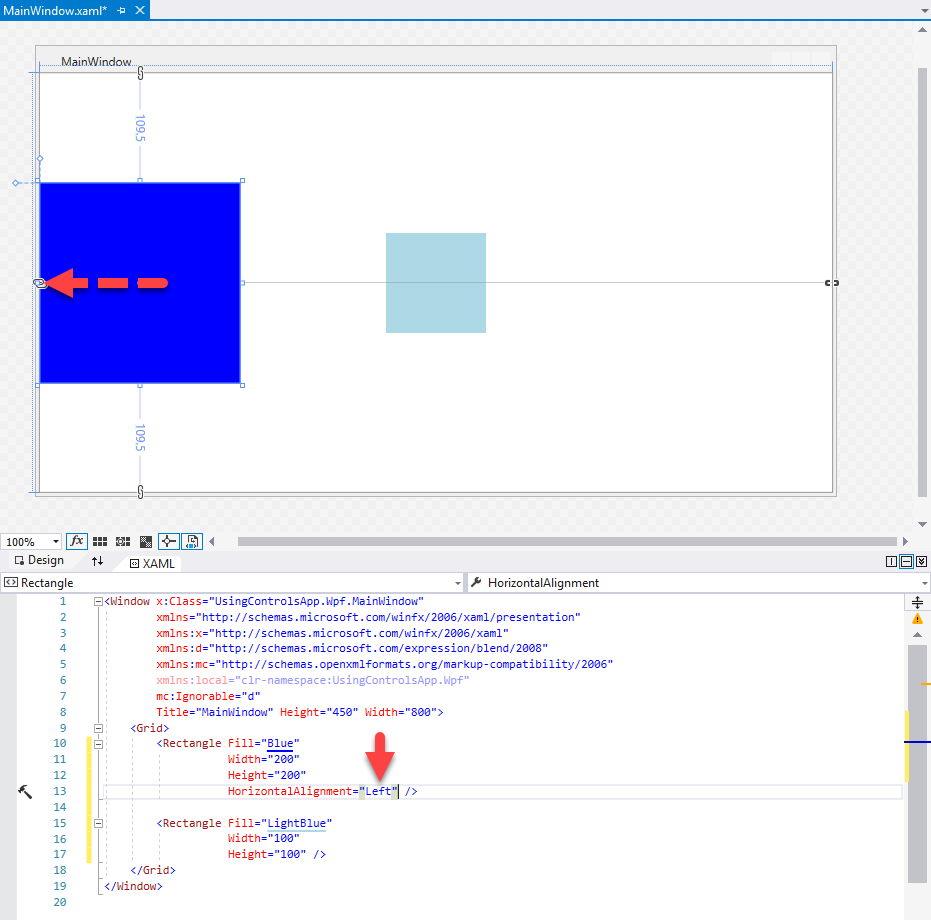 MainWindow.xaml*
MainWindow
109.5
109.5
100%
fx
Design
XAML
Rectangle
HorizontalAlignment
1 <Window x:Class="UsingControlsApp.Wpf.MainWindow"
2 xmlns="http://schemas.microsoft.com/winfx/2006/xaml/presentation"
3 xmlns:x="http://schemas.microsoft.com/winfx/2006/xaml"
4 xmlns:d="http://schemas.microsoft.com/expression/blend/2008"
5 xmlns:mc="http://schemas.openxmlformats.org/markup-compatibility/2006"
6 xmlns:local="clr-namespace:UsingControlsApp.Wpf"
7 mc:Ignorable="d"
8 Title="MainWindow" Height="450" Width="800">
9 <Grid>
10 <Rectangle Fill="Blue"
11 Width="200"
12 Height="200"
13 HorizontalAlignment="Left" />
14
15 <Rectangle Fill="LightBlue"
16 Width="100"
17 Height="100" />
18 </Grid>
19 </Window>
20